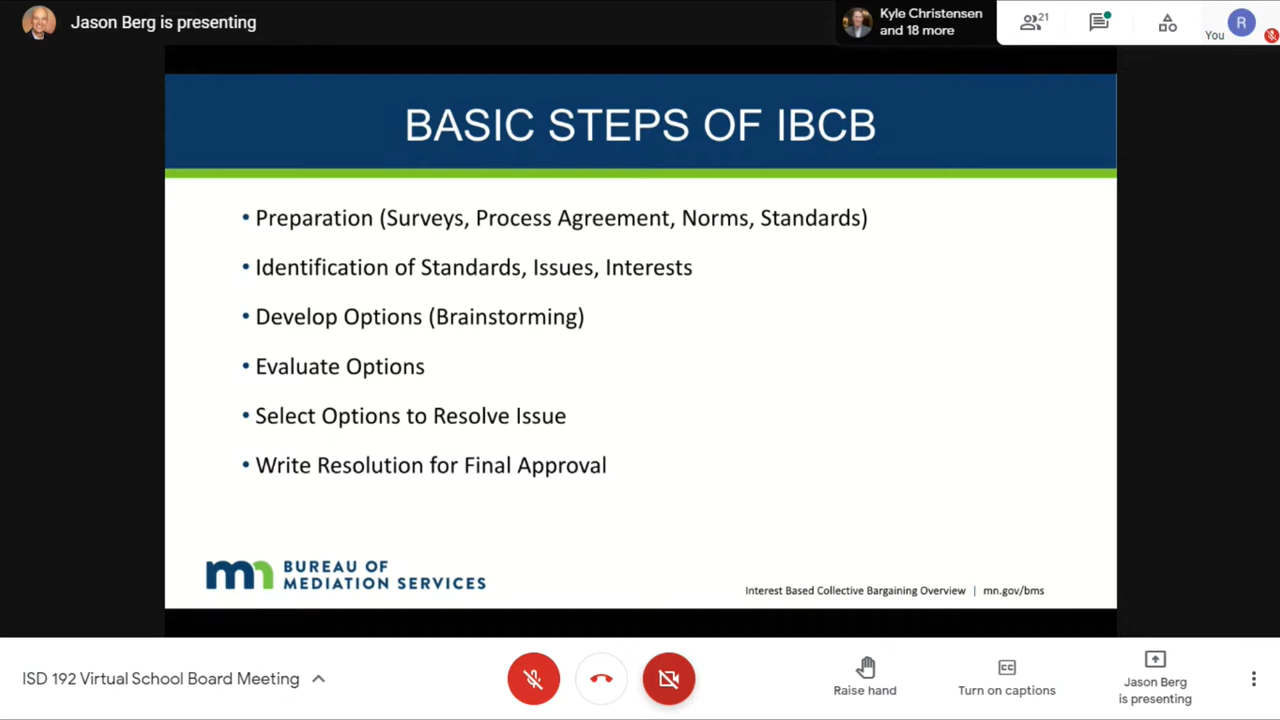 Jason Berg is presenting
Kyle Christensen
and 18 more
21
You
R
BASIC STEPS OF IBCB
• Preparation (Surveys, Process Agreement, Norms, Standards)
• Identification of Standards, Issues, Interests
• Develop Options (Brainstorming)
• Evaluate Options
• Select Options to Resolve Issue
• Write Resolution for Final Approval
mn BUREAU OF
MEDIATION SERVICES
Interest Based Collective Bargaining Overview | mn.gov/bms
ISD 192 Virtual School Board Meeting
Raise hand
CC
Turn on captions
Jason Berg
is presenting